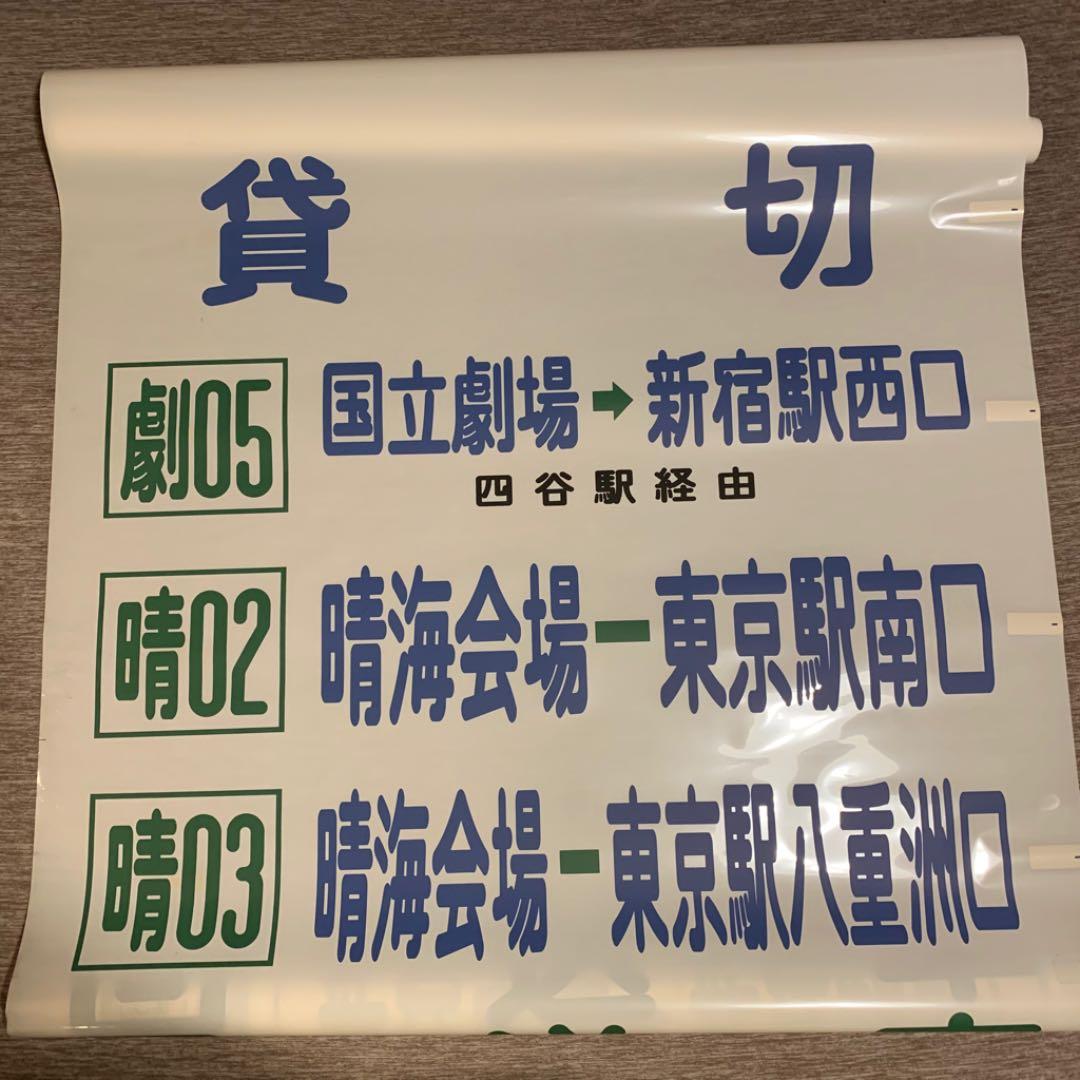 貸切
劇05 国立劇場➡新宿駅西口
四谷駅経由
晴02 晴海会場ー東京駅南口
晴03 晴海会場ー東京駅八重洲口